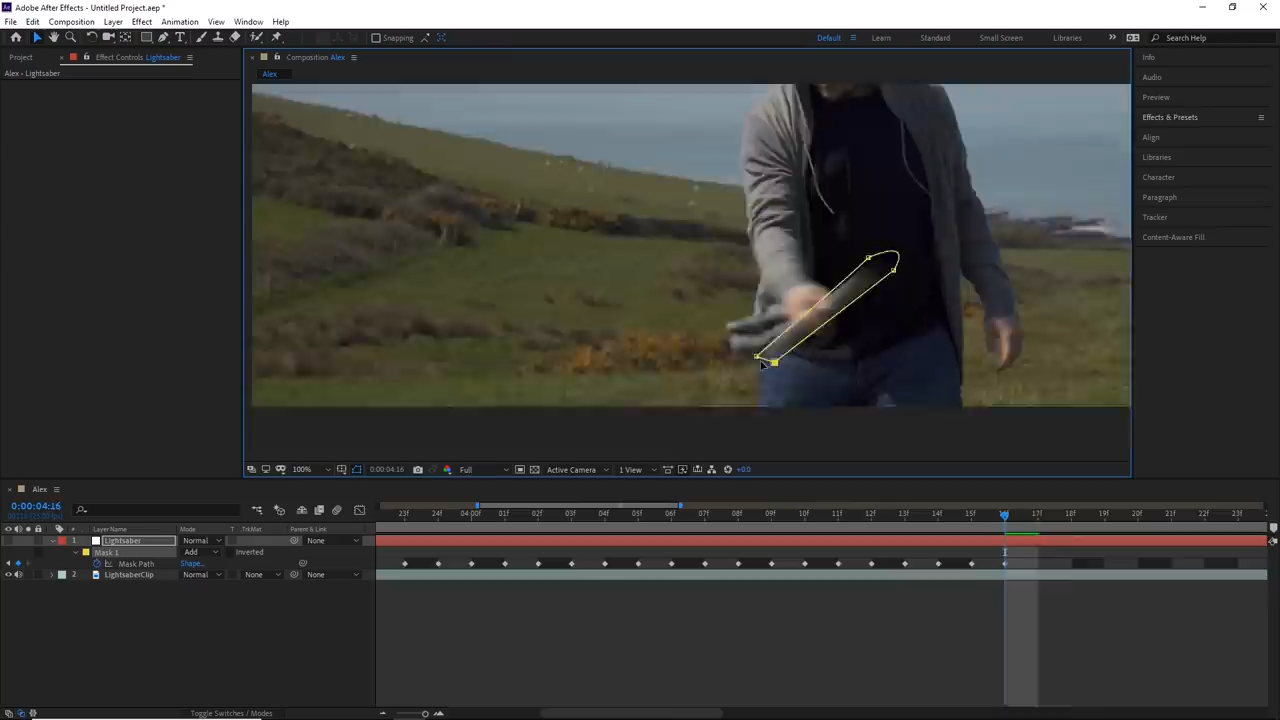 Adobe After Effects - Untitled Project.aep *
File Edit Composition Layer Effect Animation View Window Help
Snapping Default Learn Standard Small Screen Libraries Search Help
Project Effect Controls Lightsaber Composition Alex Info
Alex • Lightsaber Alex Audio
Preview
Effects & Presets
Align
Libraries
Character
Paragraph
Tracker
Content-Aware Fill
100% 0:00:04:16 Full Active Camera 1 View +0.0
Alex
0:00:04:16
23f 24f 04:00f 01f 02f 03f 04f 05f 06f 07f 08f 09f 10f 11f 12f 13f 14f 15f 17f 18f 19f 20f 21f 22f 23f
# Layer Name Mode T .TrkMat Parent & Link
1 Lightsaber Normal None
Mask 1 Add Inverted
Mask Path Shape...
2 LightsaberClip Normal None None
Toggle Switches / Modes